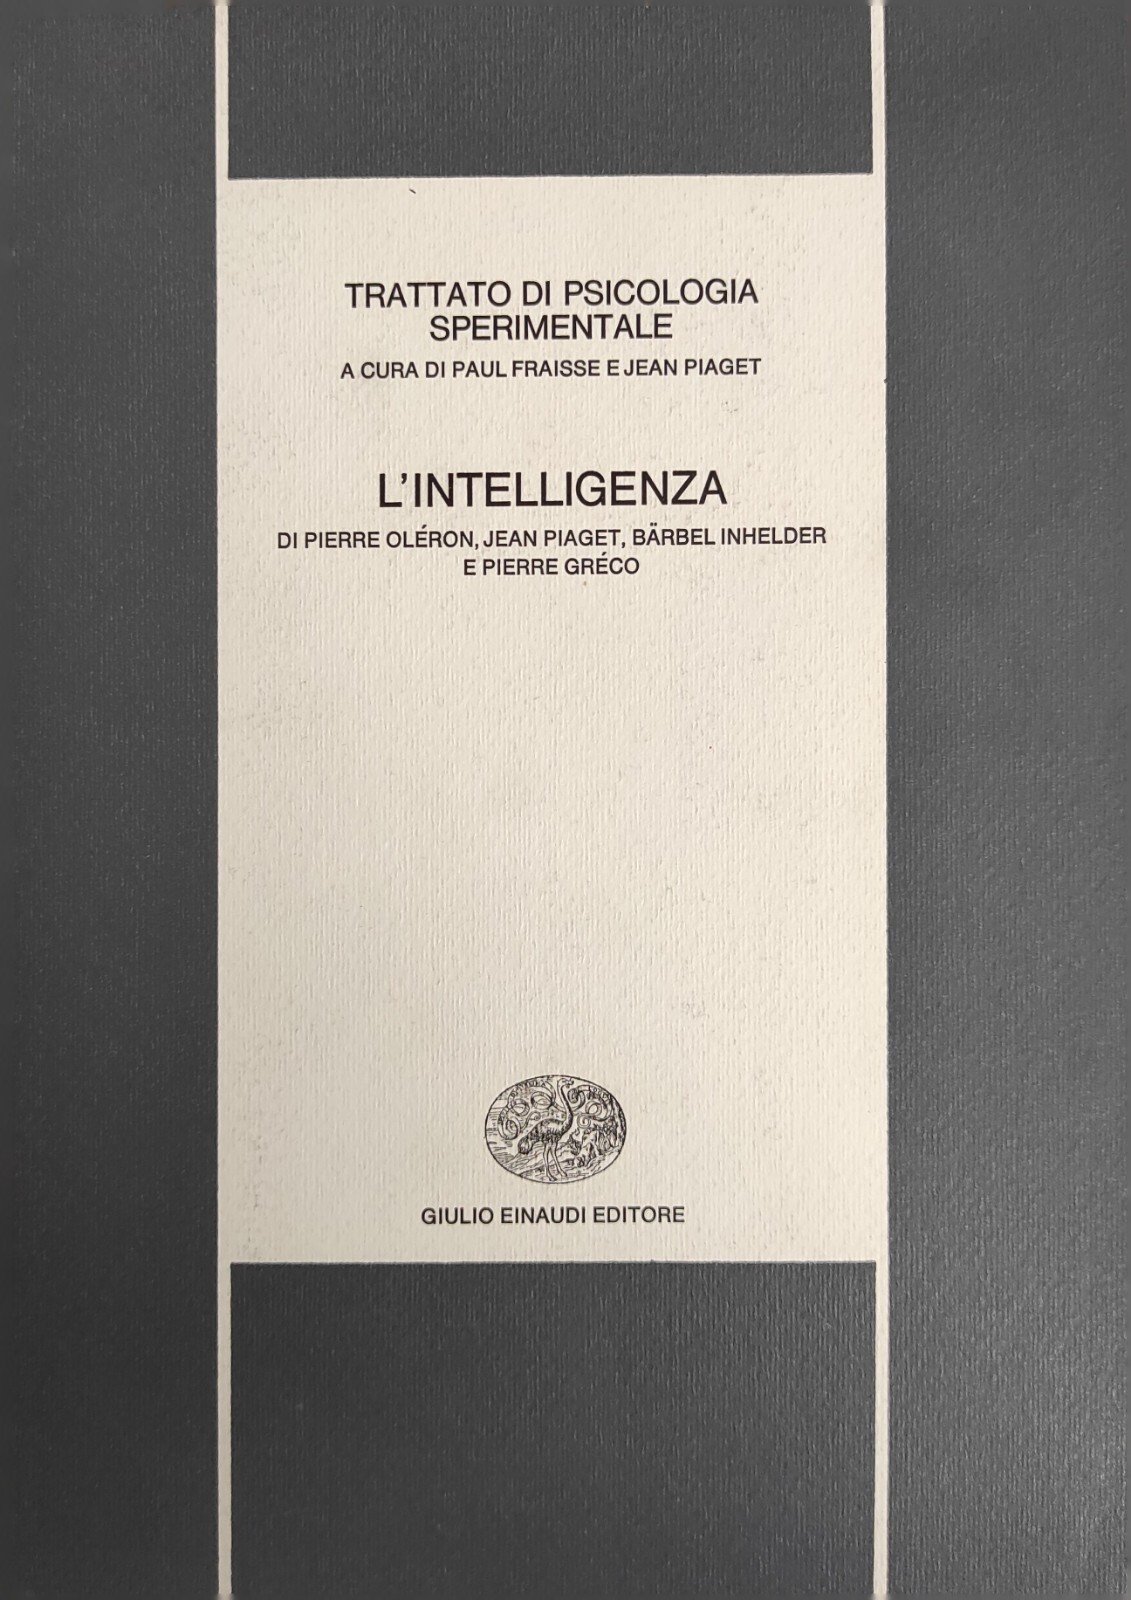 TRATTATO DI PSICOLOGIA
SPERIMENTALE
A CURA DI PAUL FRAISSE E JEAN PIAGET
L'INTELLIGENZA
DI PIERRE OLÉRON, JEAN PIAGET, BÄRBEL INHELDER
E PIERRE GRÉCO
GIULIO EINAUDI EDITORE